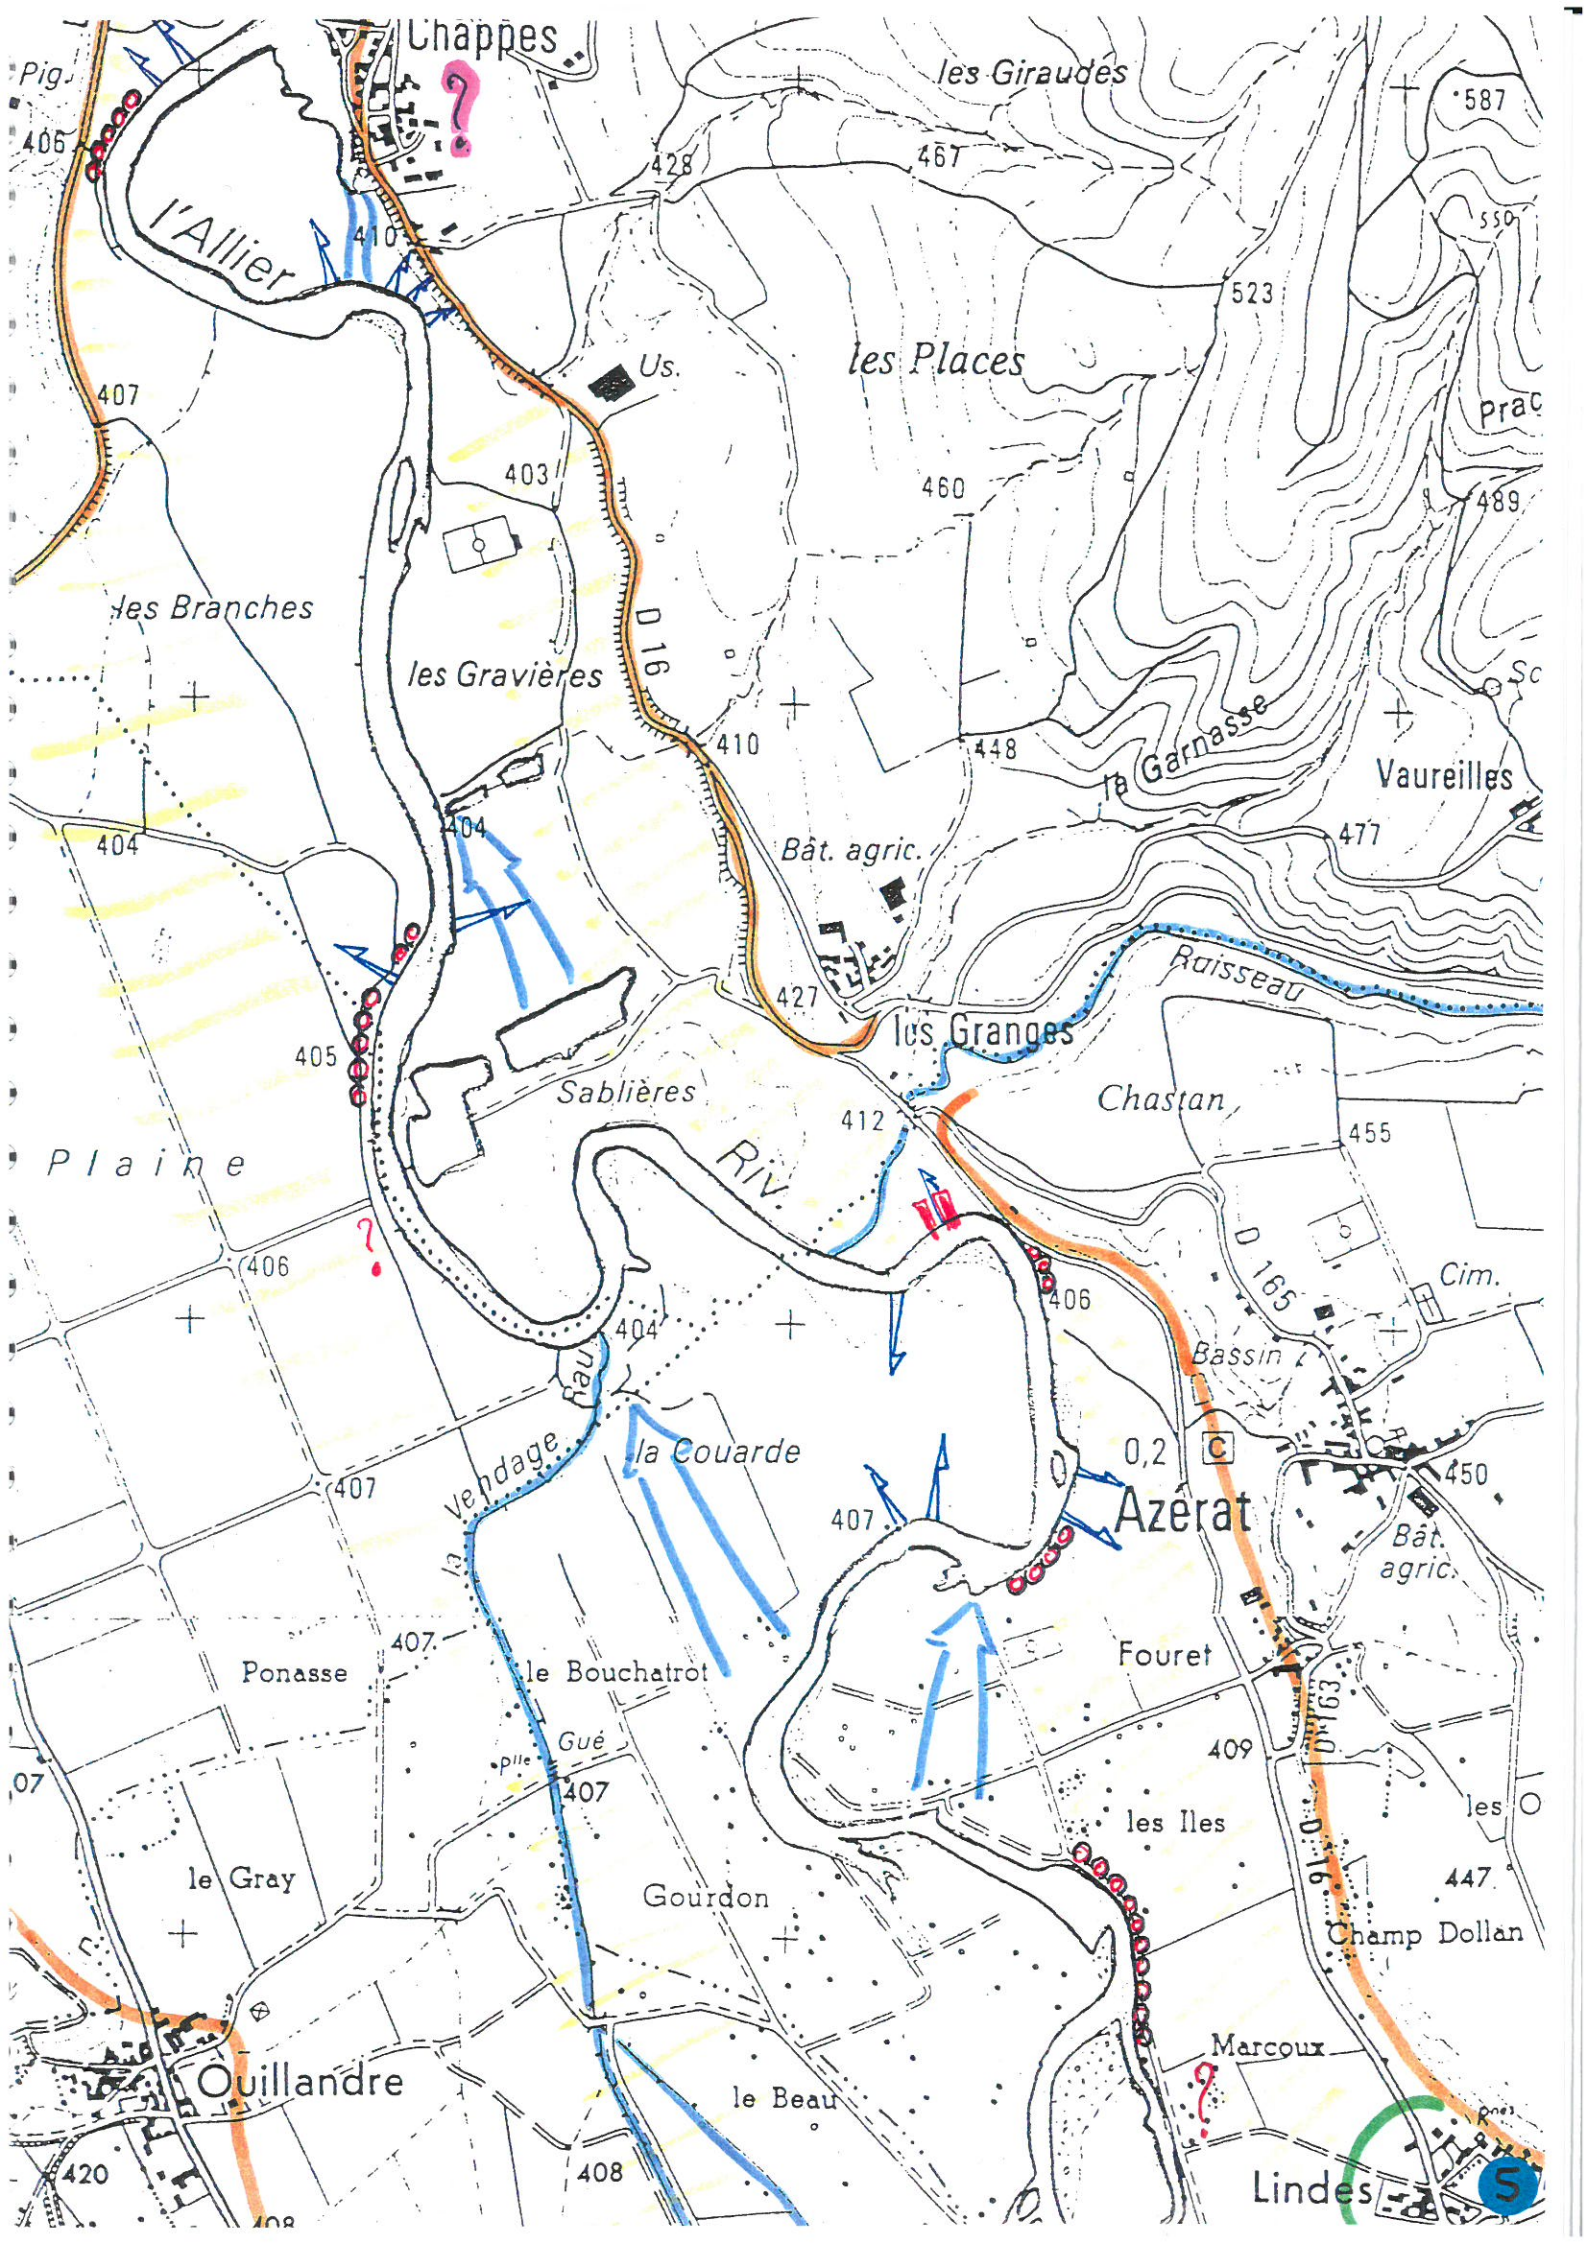 Chappes
?
Pig.
les Giraudes
587
406
467
428
550
l'Allier
410
523
Us.
les Places
407
Prac
403
460
489
les Branches
D 16
les Gravières
Sc
410
448
la Garnasse
Vaureilles
404
404
Bât. agric.
477
Ruisseau
427
les Granges
405
Sablières
Chastan
412
455
Plaine
Riv.
?
406
D 165
Cim.
406
404
Bassin
Rau
la Couarde
0,2
C
450
Vendage
407
407
Azérat
la
Bât.
agric.
407
Ponasse
le Bouchatrot
Fouret
D 163
Gué
Plle
409
07
407
les Iles
les
le Gray
D 16
447
Gourdon
Champ Dollan
Marcoux
?
Ouillandre
le Beau
Rnes
420
408
Lindes
5
408